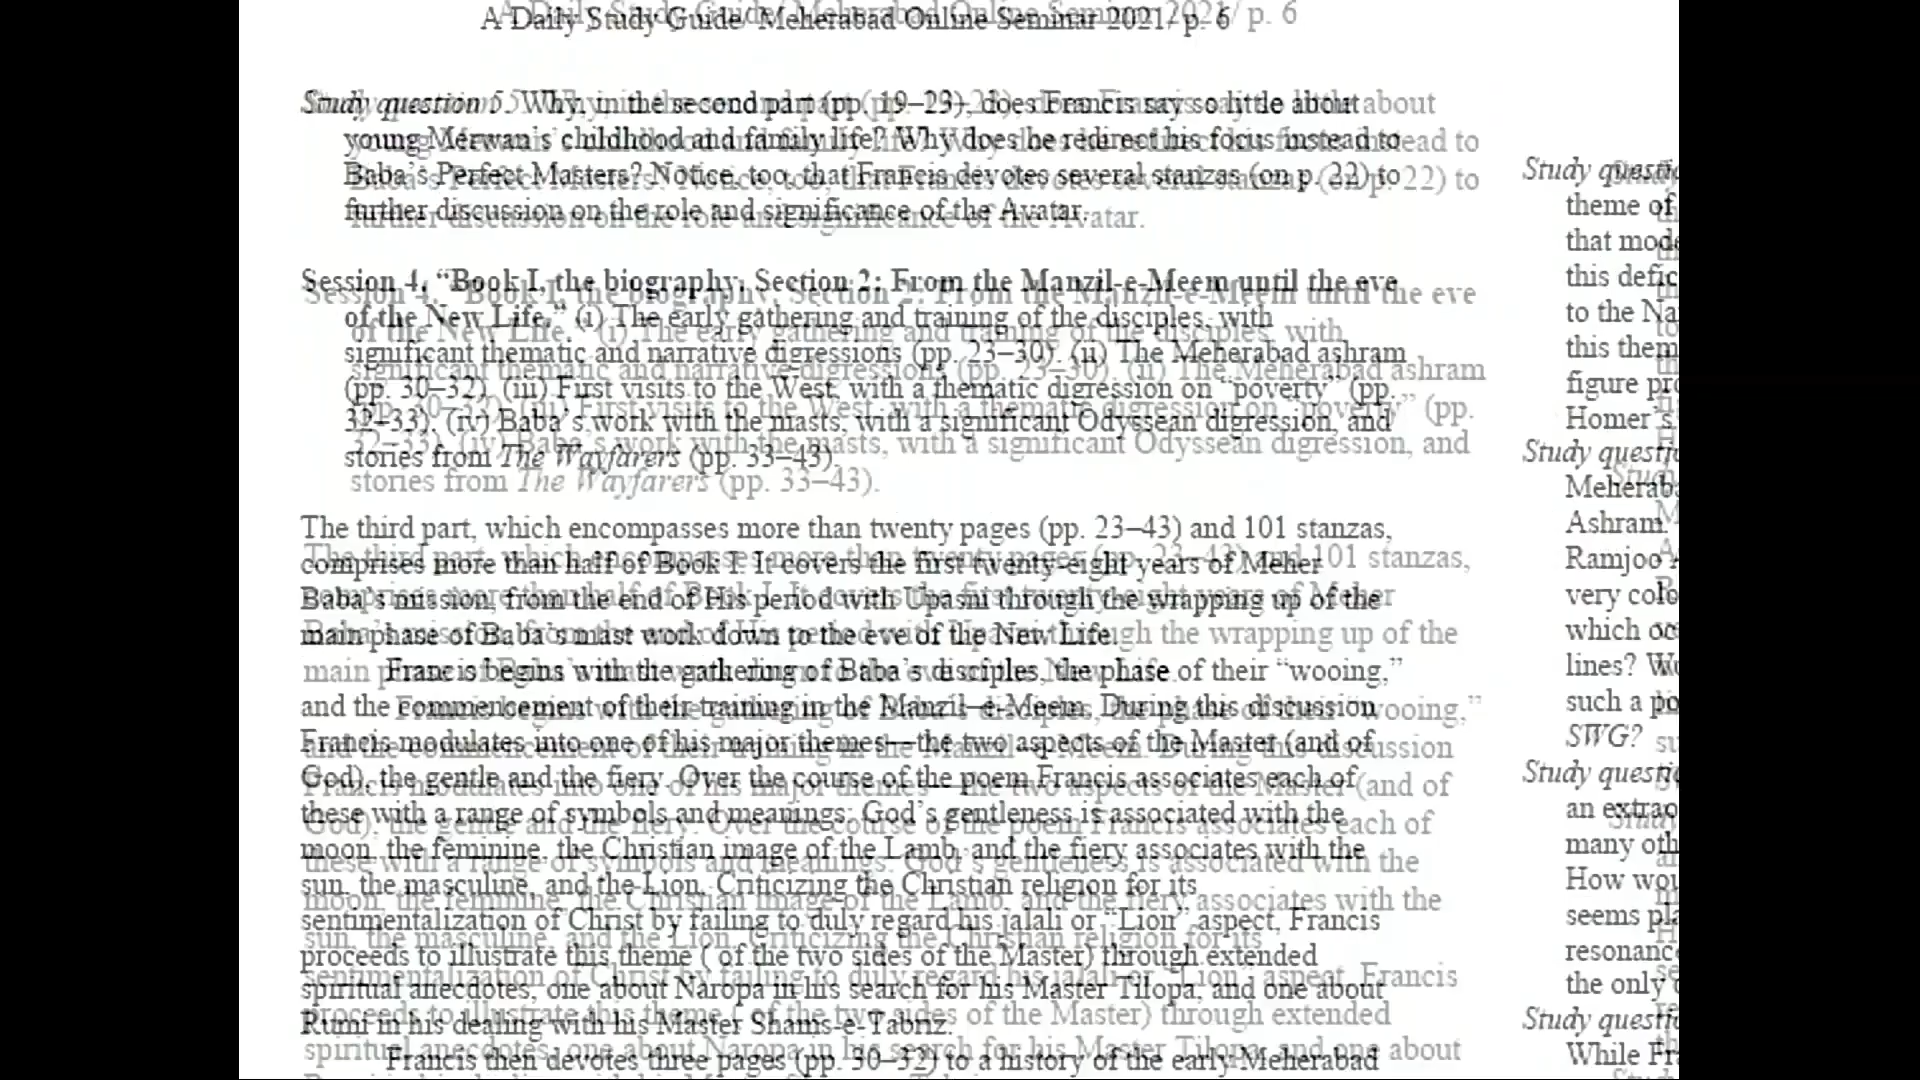 A Daily Study Guide/ Meherabad Online Seminar 2021/ p. 6
Study question 5. Why, in the second part (pp. 19–23), does Francis say so little about
young Merwan's childhood and family life? Why does he redirect his focus instead to
Baba's Perfect Masters? Notice, too, that Francis devotes several stanzas (on p. 22) to
further discussion on the role and significance of the Avatar.
Session 4, “Book I, the biography, Section 2: From the Manzil-e-Meem until the eve
of the New Life.” (i) The early gathering and training of the disciples, with
significant thematic and narrative digressions (pp. 23–30). (ii) The Meherabad ashram
(pp. 30–32). (iii) First visits to the West, with a thematic digression on “poverty” (pp.
32–33). (iv) Baba's work with the masts, with a significant Odyssean digression, and
stories from The Wayfarers (pp. 33–43).
The third part, which encompasses more than twenty pages (pp. 23–43) and 101 stanzas,
comprises more than half of Book I. It covers the first twenty-eight years of Meher
Baba's mission, from the end of His period with Upasni through the wrapping up of the
main phase of Baba's mast work down to the eve of the New Life.
Francis begins with the gathering of Baba's disciples, the phase of their “wooing,”
and the commencement of their training in the Manzil-e-Meem. During this discussion
Francis modulates into one of his major themes—the two aspects of the Master (and of
God), the gentle and the fiery. Over the course of the poem Francis associates each of
these with a range of symbols and meanings: God's gentleness is associated with the
moon, the feminine, the Christian image of the Lamb, and the fiery associates with the
sun, the masculine, and the Lion. Criticizing the Christian religion for its
sentimentalization of Christ by failing to duly regard his jalali or “Lion” aspect, Francis
proceeds to illustrate this theme ( of the two sides of the Master) through extended
spiritual anecdotes, one about Naropa in his search for his Master Tilopa, and one about
Rumi in his dealing with his Master Shams-e-Tabriz.
Francis then devotes three pages (pp. 30–32) to a history of the early Meherabad
Study
theme of
that
this
to the
this
figure
Homer's
Study
Ashram.
Ramjoo
very
which
lines?
such a
SWG?
Study
an
many
How
seems
the only
Study
While